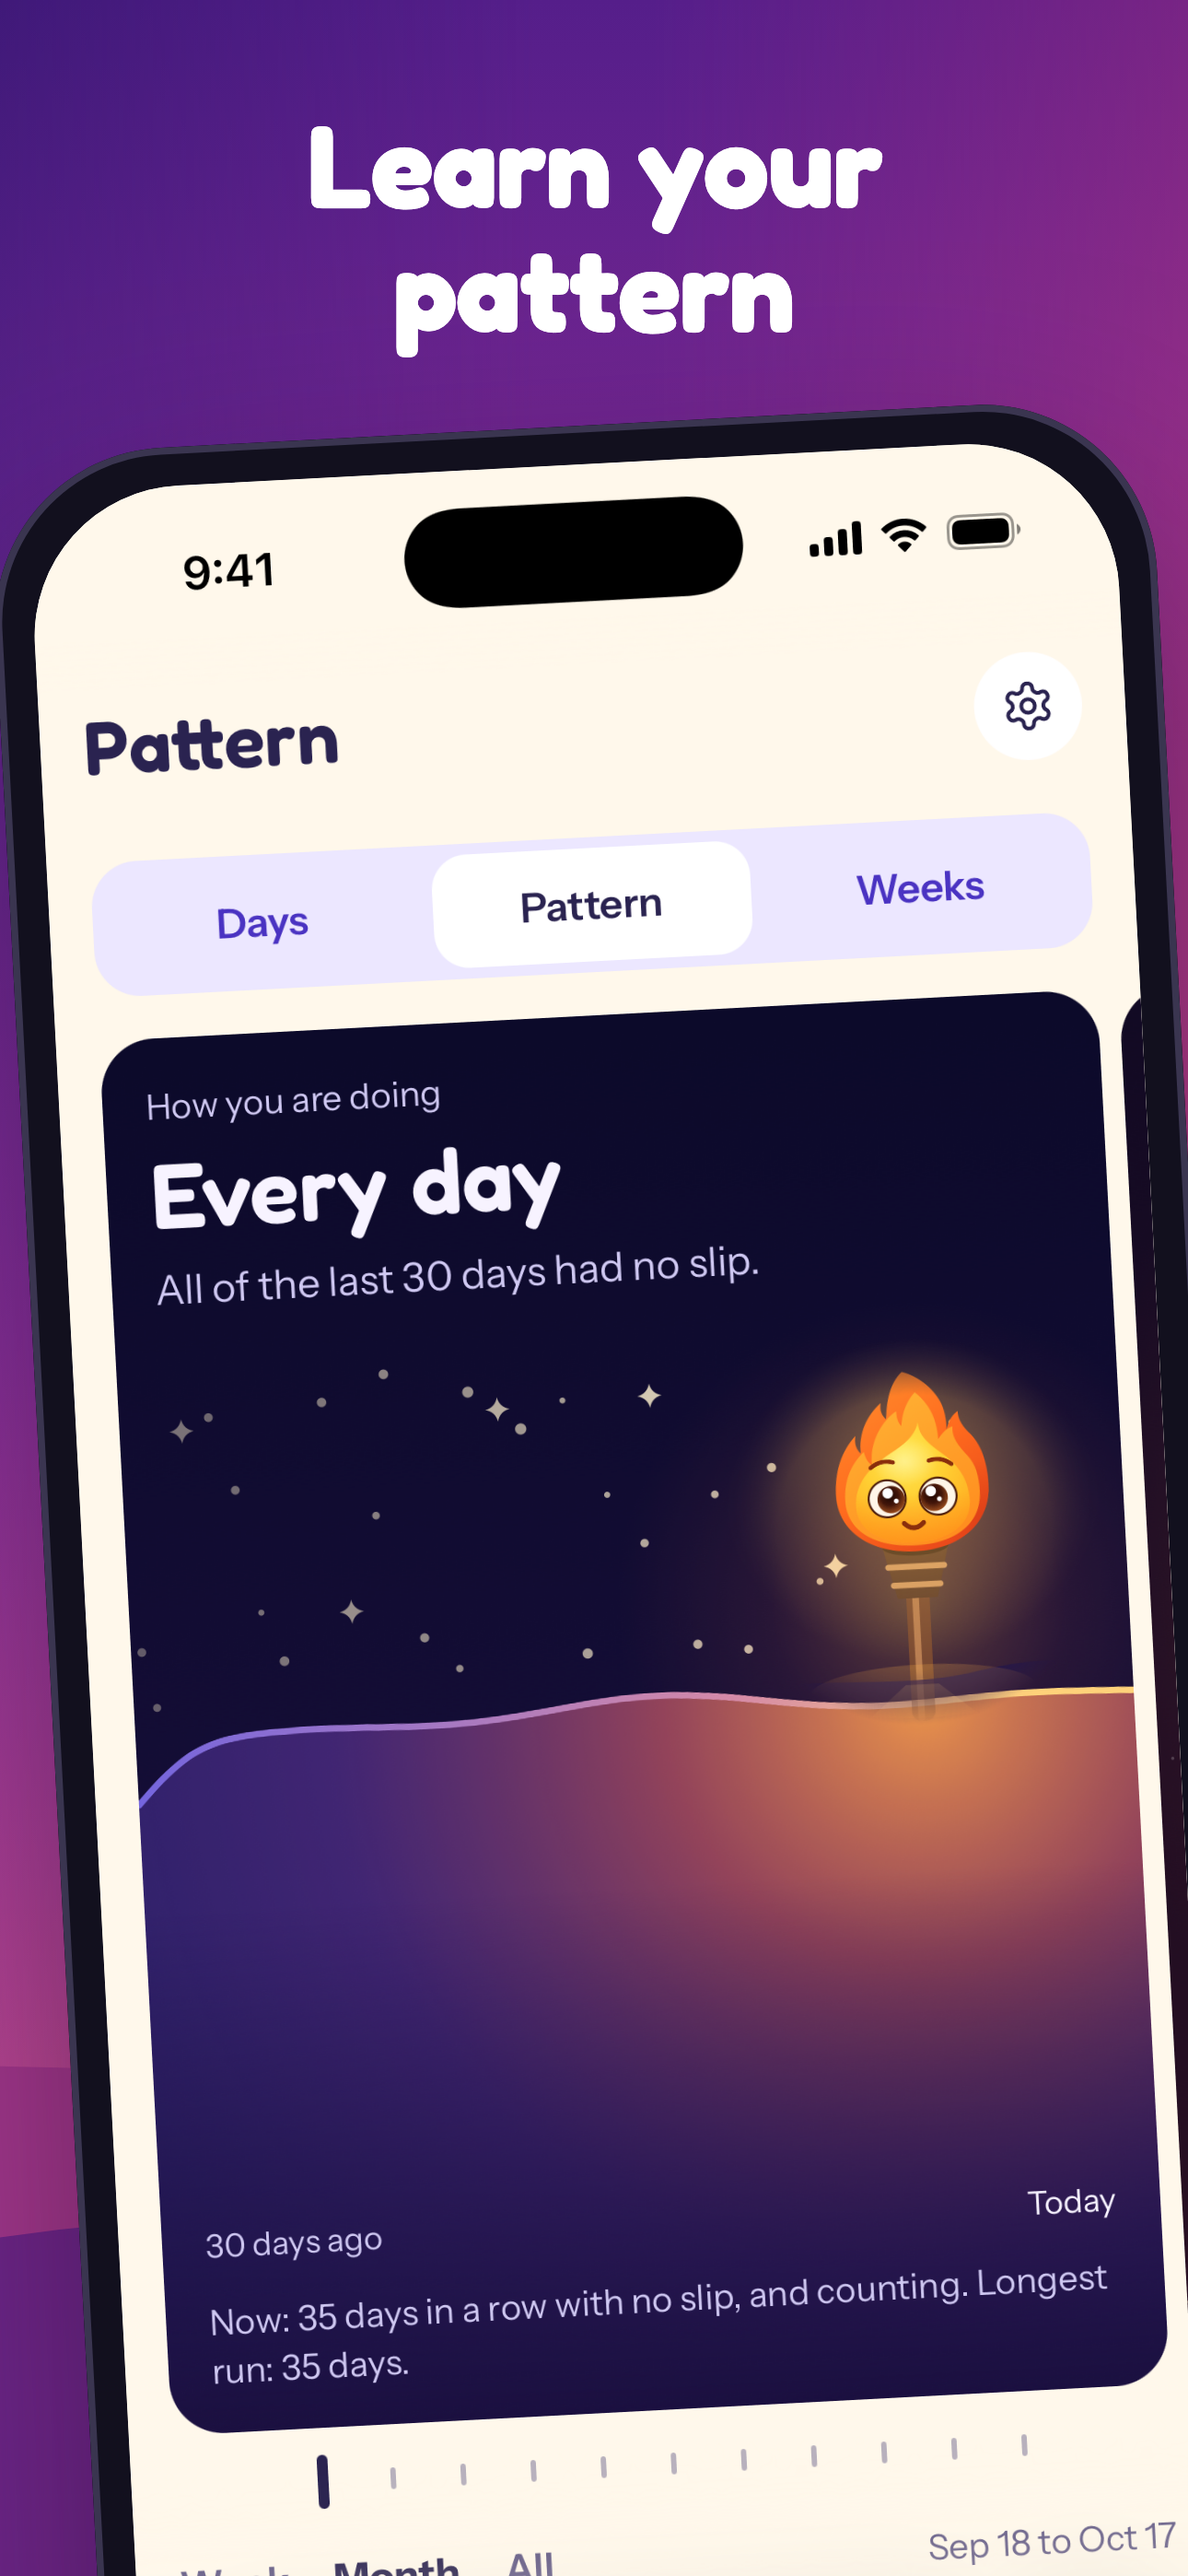 Learn your
pattern
9:41
Pattern
Days
Pattern
Weeks
How you are doing
Every day
All of the last 30 days had no slip.
30 days ago
Today
Now: 35 days in a row with no slip, and counting. Longest
run: 35 days.
Week
Month
All
Sep 18 to Oct 17